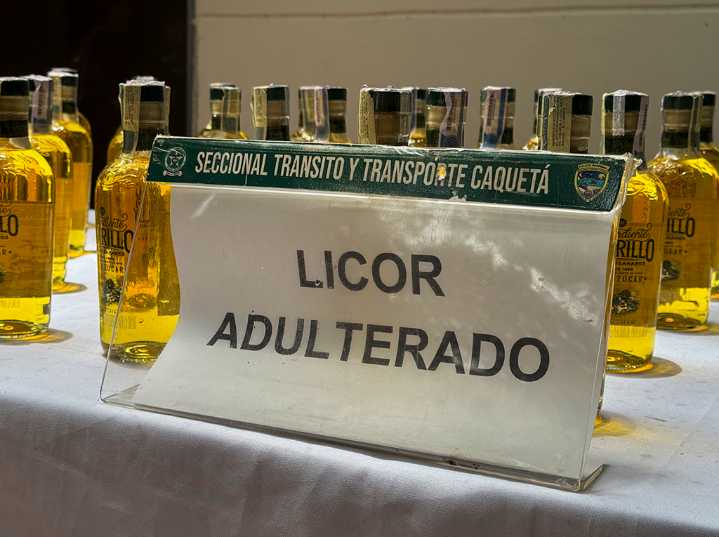 SECCIONAL TRANSITO Y TRANSPORTE CAQUETÁ
LICOR
ADULTERADO